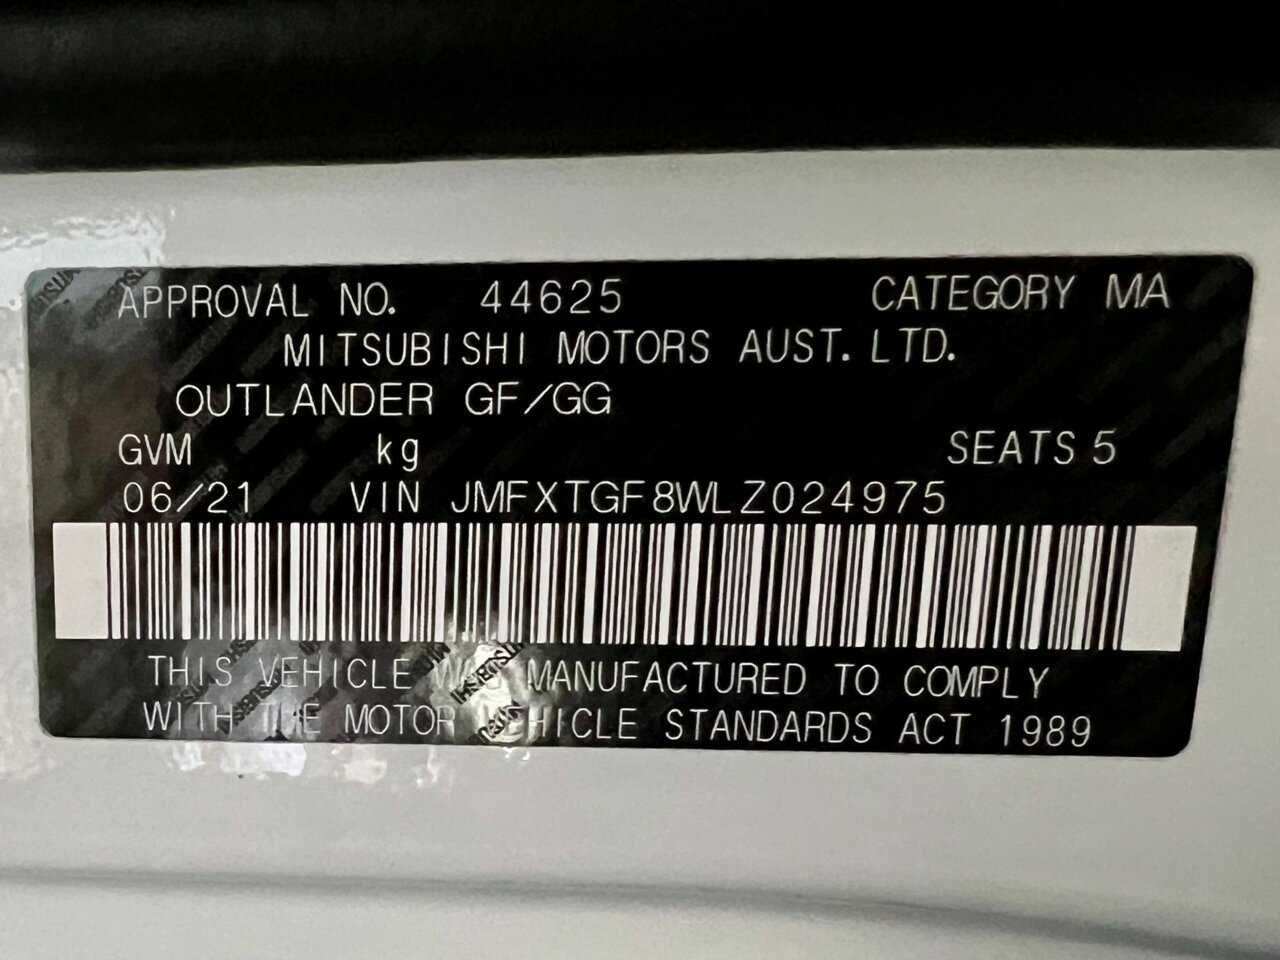 APPROVAL NO. 44625 CATEGORY MA
MITSUBISHI MOTORS AUST. LTD.
OUTLANDER GF/GG
GVM kg SEATS 5
06/21 VIN JMFXTGF8WLZ024975
THIS VEHICLE WAS MANUFACTURED TO COMPLY
WITH THE MOTOR VEHICLE STANDARDS ACT 1989